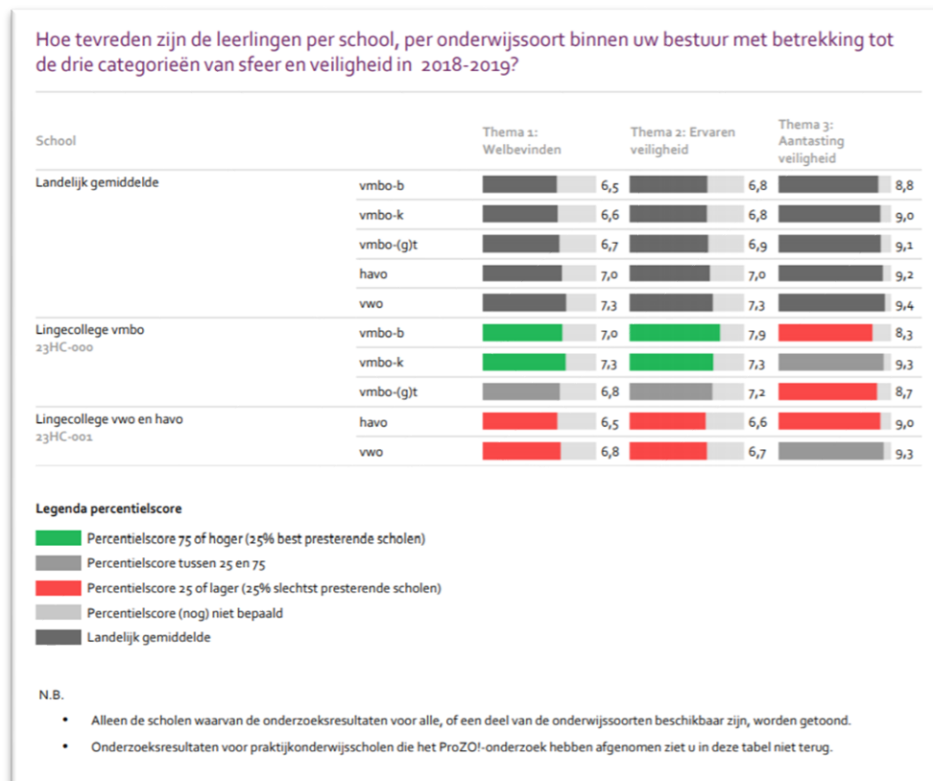 Hoe tevreden zijn de leerlingen per school, per onderwijssoort binnen uw bestuur met betrekking tot
de drie categorieën van sfeer en veiligheid in 2018-2019?
School
Thema 1:
Welbevinden
Thema 2: Ervaren
veiligheid
Thema 3:
Aantasting
veiligheid
Landelijk gemiddelde
vmbo-b 6,5 6,8 8,8
vmbo-k 6,6 6,8 9,0
vmbo-(g)t 6,7 6,9 9,1
havo 7,0 7,0 9,2
vwo 7,3 7,3 9,4
Lingecollege vmbo
23HC-000
vmbo-b 7,0 7,9 8,3
vmbo-k 7,3 7,3 9,3
vmbo-(g)t 6,8 7,2 8,7
Lingecollege vwo en havo
23HC-001
havo 6,5 6,6 9,0
vwo 6,8 6,7 9,3
Legenda percentielscore
Percentielscore 75 of hoger (25% best presterende scholen)
Percentielscore tussen 25 en 75
Percentielscore 25 of lager (25% slechtst presterende scholen)
Percentielscore (nog) niet bepaald
Landelijk gemiddelde
N.B.
• Alleen de scholen waarvan de onderzoeksresultaten voor alle, of een deel van de onderwijssoorten beschikbaar zijn, worden getoond.
• Onderzoeksresultaten voor praktijkonderwijsscholen die het ProZO!-onderzoek hebben afgenomen ziet u in deze tabel niet terug.